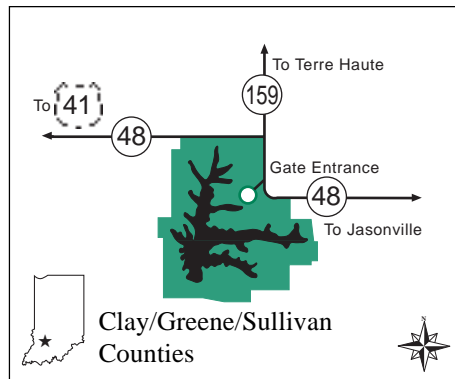 To Terre Haute
159
To 41
48
Gate Entrance
48
To Jasonville
Clay/Greene/Sullivan
Counties
N